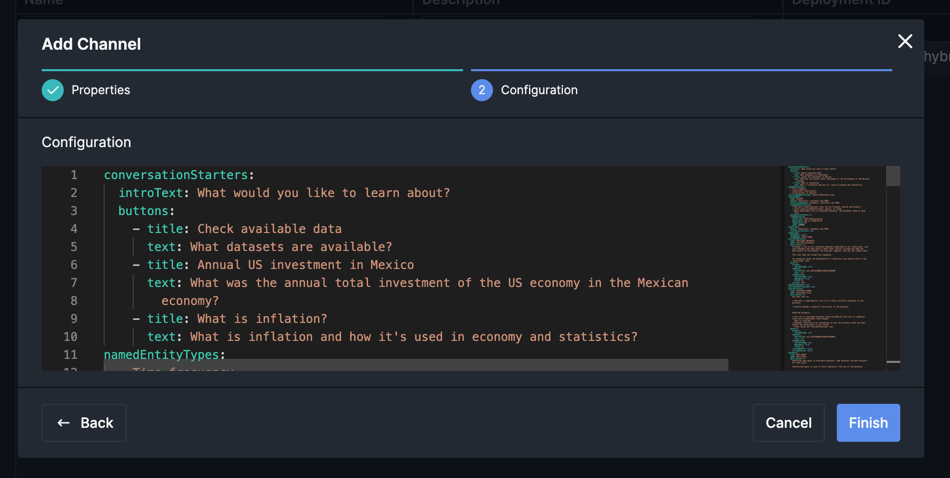 Name Description Deployment ID
Add Channel
Properties
2 Configuration
hybr
Configuration
1 conversationStarters:
2 introText: What would you like to learn about?
3 buttons:
4 - title: Check available data
5 text: What datasets are available?
6 - title: Annual US investment in Mexico
7 text: What was the annual total investment of the US economy in the Mexican
8 economy?
9 - title: What is inflation?
10 text: What is inflation and how it's used in economy and statistics?
11 namedEntityTypes:
12 Time frequency
← Back
Cancel
Finish